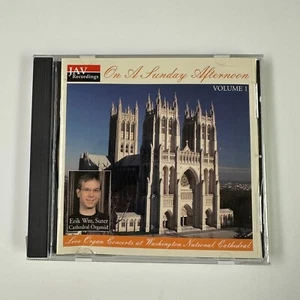 JAV
Recordings
On A Sunday Afternoon
VOLUME 1
Erik Wm. Suter
Cathedral Organist
Live Organ Concerts at Washington National Cathedral